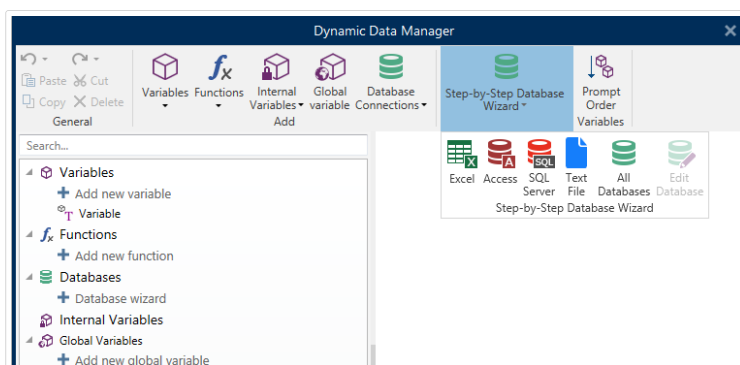 Dynamic Data Manager
Paste Cut
Copy Delete
General
Variables
Functions
Internal
Variables
Global
variable
Database
Connections
Add
Step-by-Step Database
Wizard
Prompt
Order
Variables
Search...
Variables
Add new variable
T Variable
fx Functions
Add new function
Databases
Database wizard
Internal Variables
Global Variables
Add new global variable
Excel
Access
SQL
Server
Text
File
All
Databases
Edit
Database
Step-by-Step Database Wizard